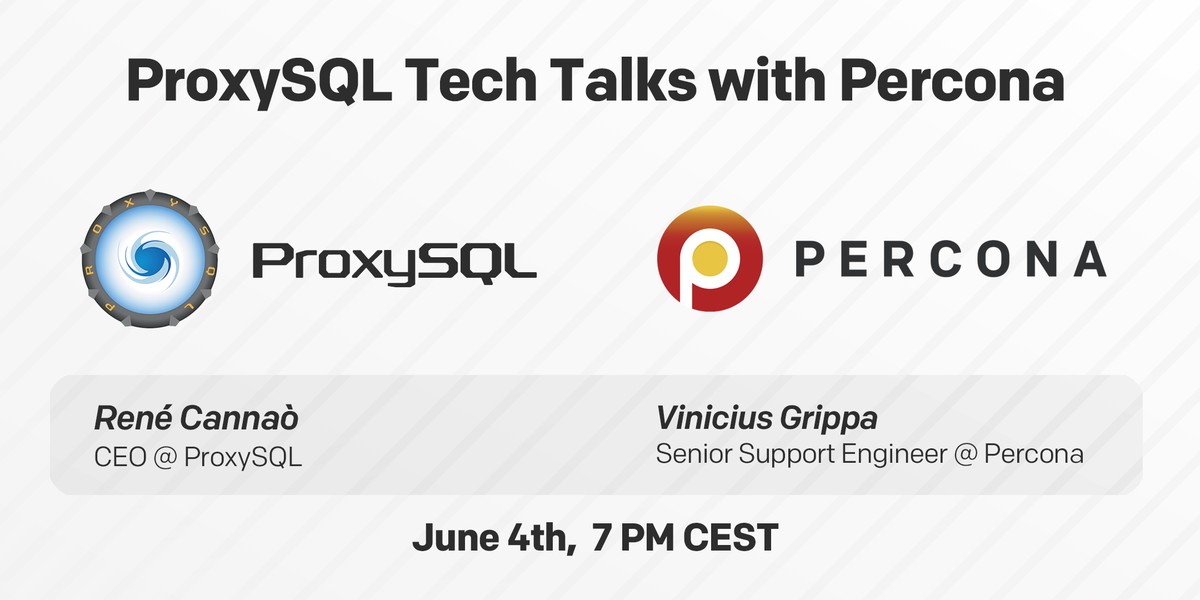 ProxySQL Tech Talks with Percona
PROXYSQL
ProxySQL
PERCONA
René Cannaò
CEO @ ProxySQL
Vinicius Grippa
Senior Support Engineer @ Percona
June 4th, 7 PM CEST